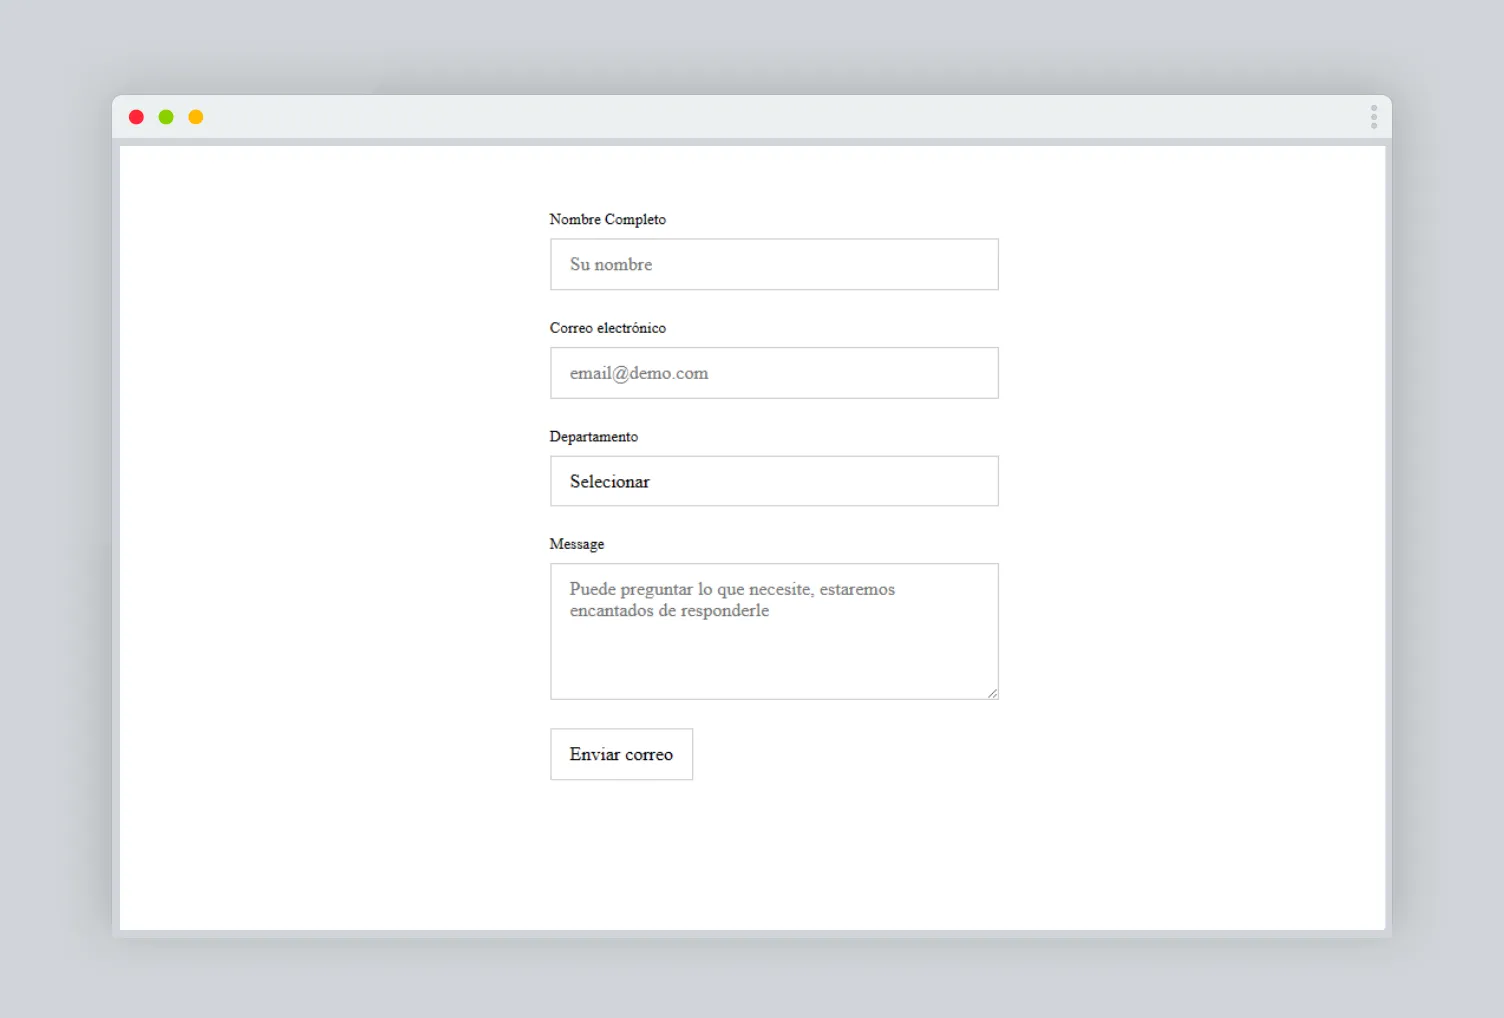 Nombre Completo
Su nombre
Correo electrónico
email@demo.com
Departamento
Selecionar
Message
Puede preguntar lo que necesite, estaremos
encantados de responderle
Enviar correo